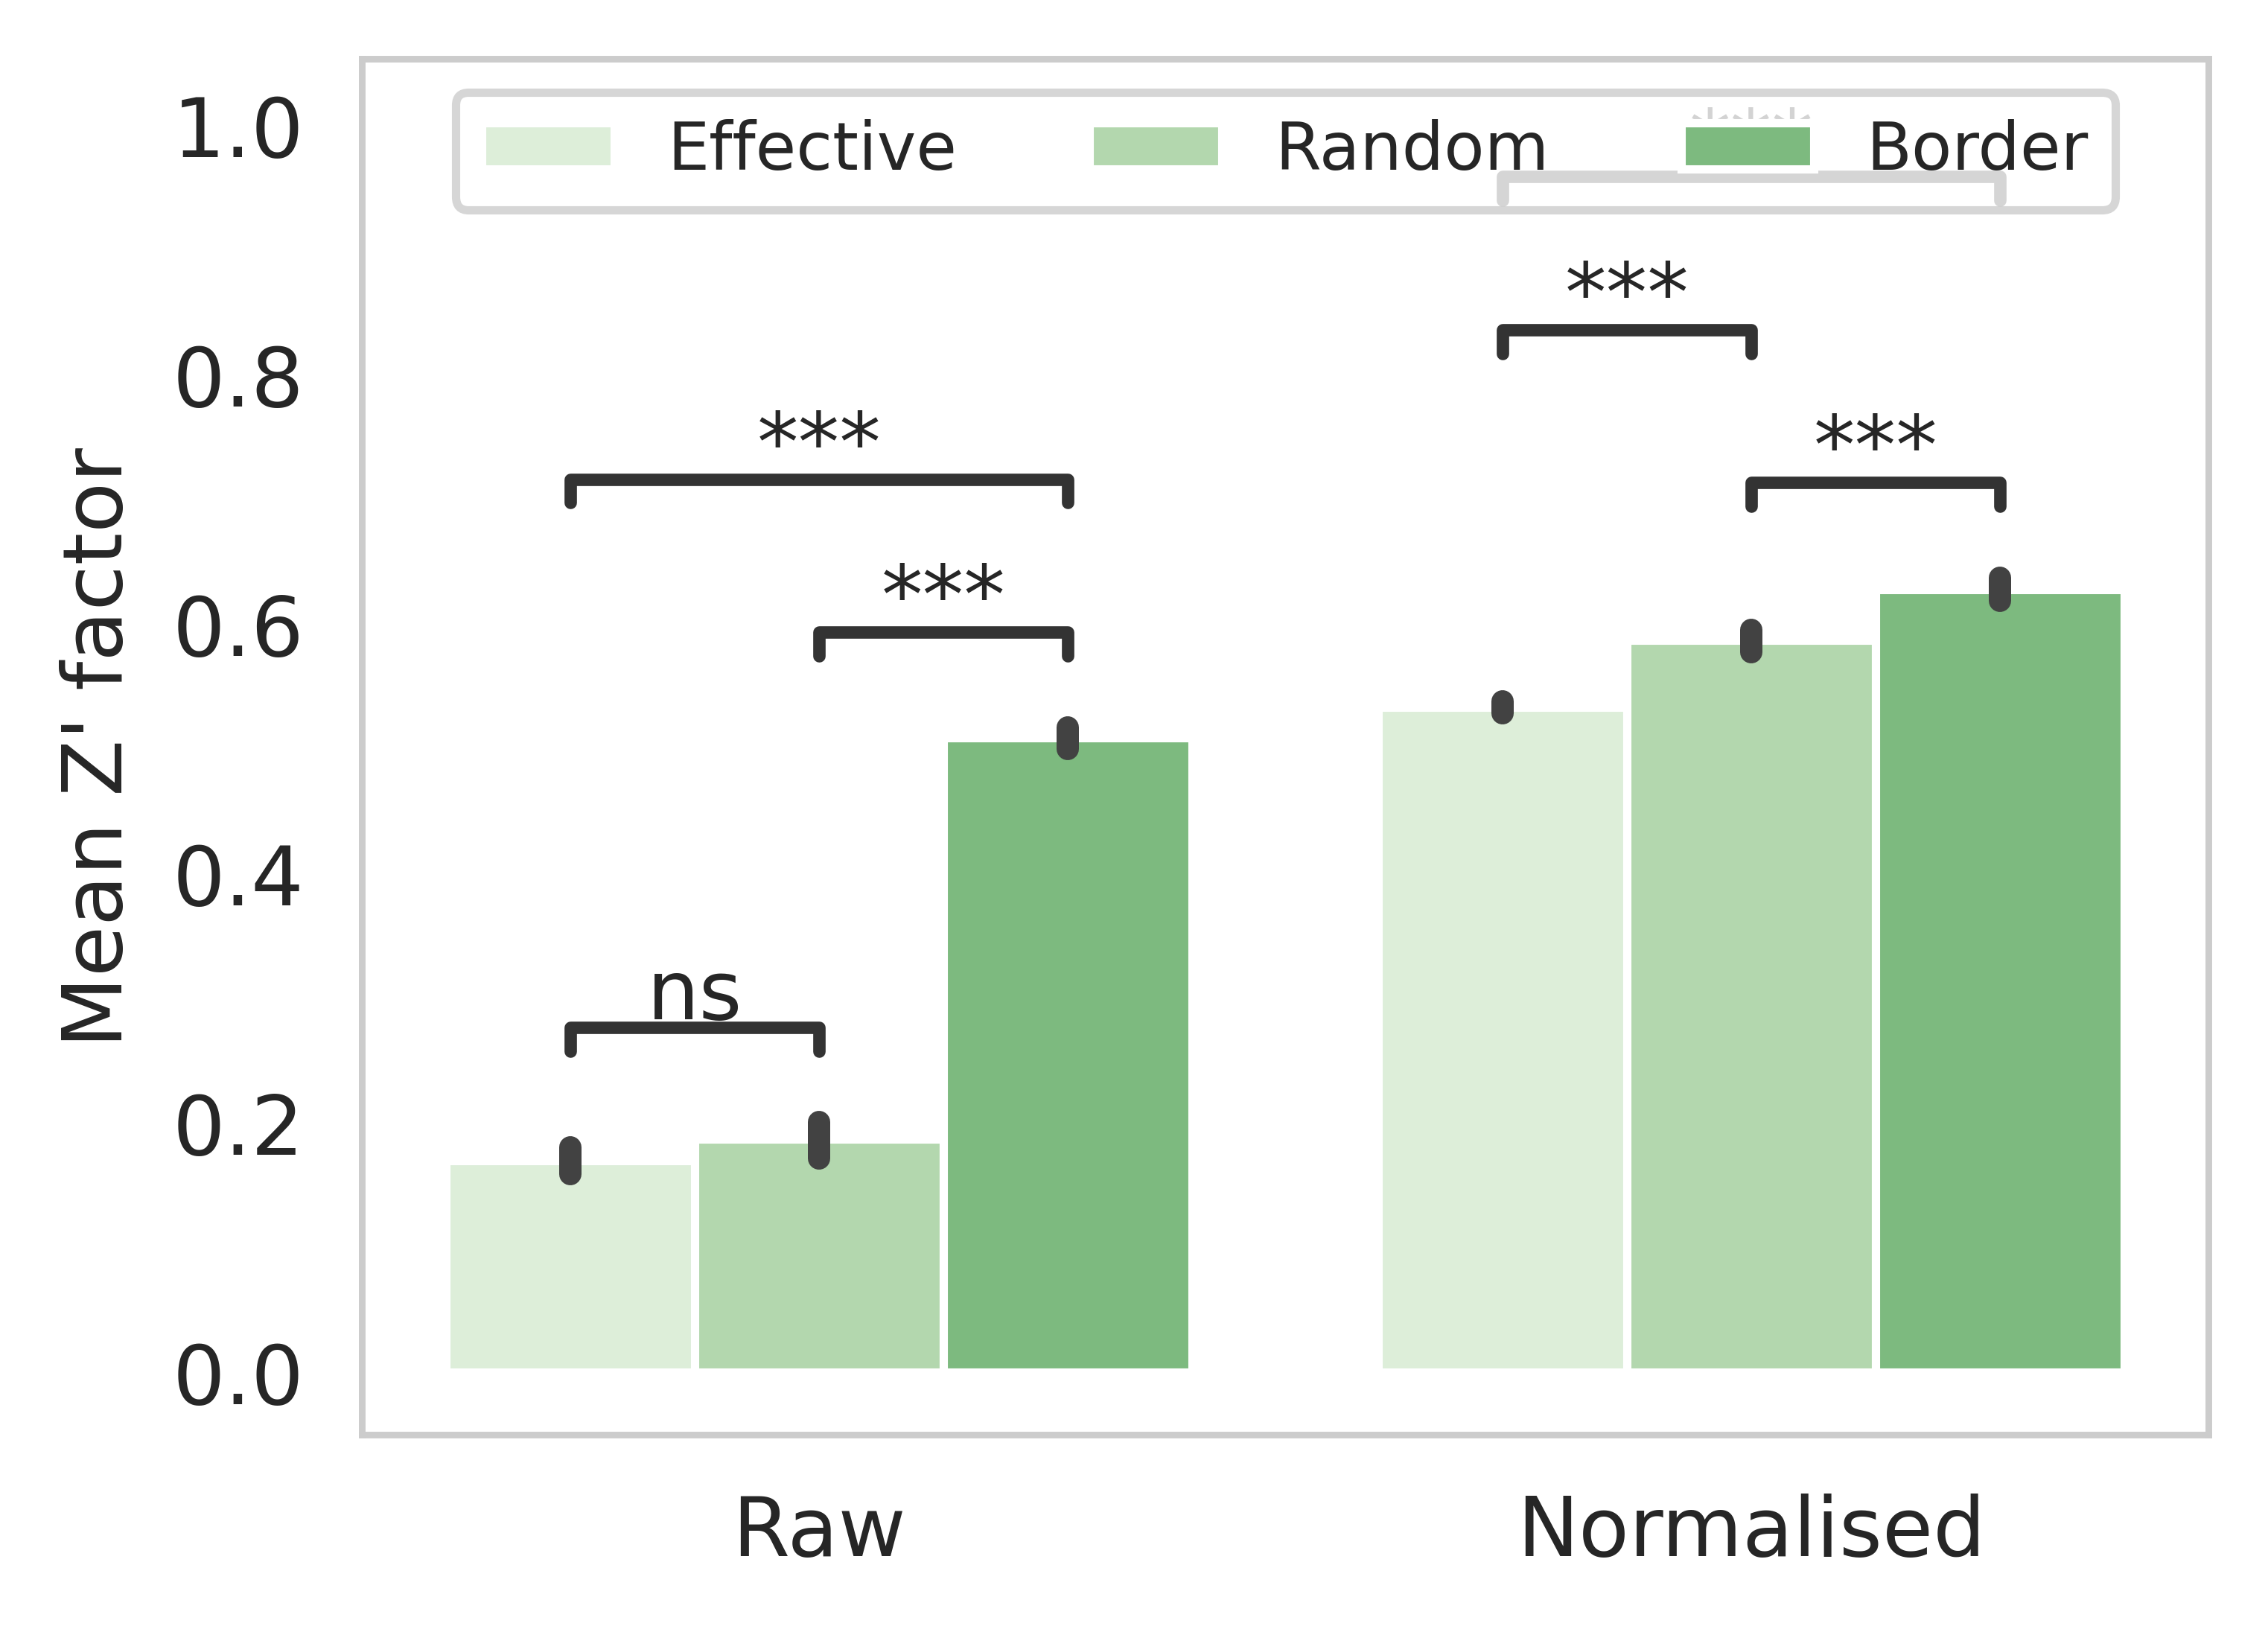 Mean Z' factor
1.0
0.8
0.6
0.4
0.2
0.0
Effective Random Border
***
***
***
***
***
ns
Raw Normalised